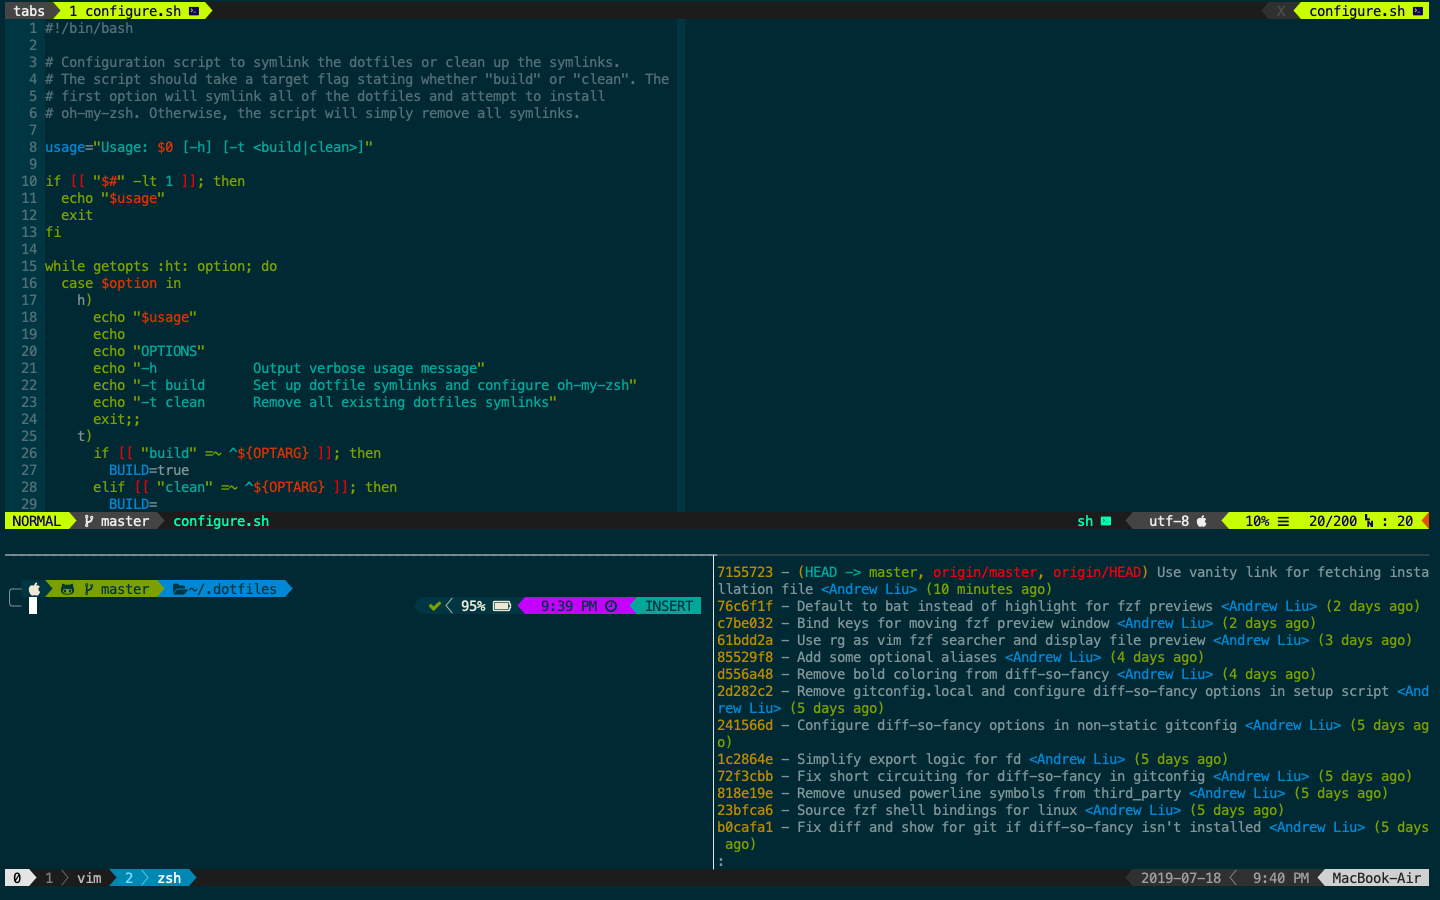 tabs 1 configure.sh X configure.sh
1 #!/bin/bash
2
3 # Configuration script to symlink the dotfiles or clean up the symlinks.
4 # The script should take a target flag stating whether "build" or "clean". The
5 # first option will symlink all of the dotfiles and attempt to install
6 # oh-my-zsh. Otherwise, the script will simply remove all symlinks.
7
8 usage="Usage: $0 [-h] [-t <build|clean>]"
9
10 if [[ "$#" -lt 1 ]]; then
11   echo "$usage"
12   exit
13 fi
14
15 while getopts :ht: option; do
16   case $option in
17     h)
18       echo "$usage"
19       echo
20       echo "OPTIONS"
21       echo "-h            Output verbose usage message"
22       echo "-t build      Set up dotfile symlinks and configure oh-my-zsh"
23       echo "-t clean      Remove all existing dotfiles symlinks"
24       exit;;
25     t)
26       if [[ "build" =~ ^${OPTARG} ]]; then
27         BUILD=true
28       elif [[ "clean" =~ ^${OPTARG} ]]; then
29         BUILD=
NORMAL master configure.sh sh utf-8 10% 20/200 : 20
master ~/.dotfiles
95% 9:39 PM INSERT
7155723 - (HEAD -> master, origin/master, origin/HEAD) Use vanity link for fetching insta
llation file <Andrew Liu> (10 minutes ago)
76c6f1f - Default to bat instead of highlight for fzf previews <Andrew Liu> (2 days ago)
c7be032 - Bind keys for moving fzf preview window <Andrew Liu> (2 days ago)
61bdd2a - Use rg as vim fzf searcher and display file preview <Andrew Liu> (3 days ago)
85529f8 - Add some optional aliases <Andrew Liu> (4 days ago)
d556a48 - Remove bold coloring from diff-so-fancy <Andrew Liu> (4 days ago)
2d282c2 - Remove gitconfig.local and configure diff-so-fancy options in setup script <And
rew Liu> (5 days ago)
241566d - Configure diff-so-fancy options in non-static gitconfig <Andrew Liu> (5 days ag
o)
1c2864e - Simplify export logic for fd <Andrew Liu> (5 days ago)
72f3cbb - Fix short circuiting for diff-so-fancy in gitconfig <Andrew Liu> (5 days ago)
818e19e - Remove unused powerline symbols from third_party <Andrew Liu> (5 days ago)
23bfca6 - Source fzf shell bindings for linux <Andrew Liu> (5 days ago)
b0cafa1 - Fix diff and show for git if diff-so-fancy isn't installed <Andrew Liu> (5 days
 ago)
:
0 1 vim 2 zsh 2019-07-18 9:40 PM MacBook-Air